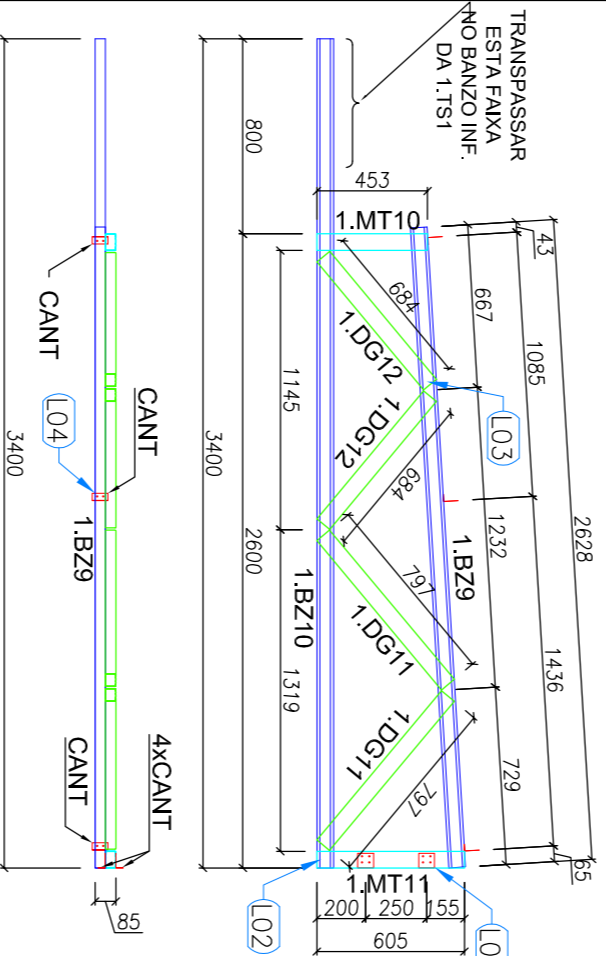 TRANSPASSAR
ESTA FAIXA
NO BANZO INF.
DA 1.TS1
800
453
1.MT10
43
667
1085
2628
684
1.DG12
L03
1145
1.DG12
684
1232
1.BZ9
1436
3400
2600
1.BZ10
797
1.DG11
1319
1.DG11
797
729
65
1.MT11
200
250
155
605
L02
L0
CANT
CANT
L04
1.BZ9
3400
CANT
4xCANT
85